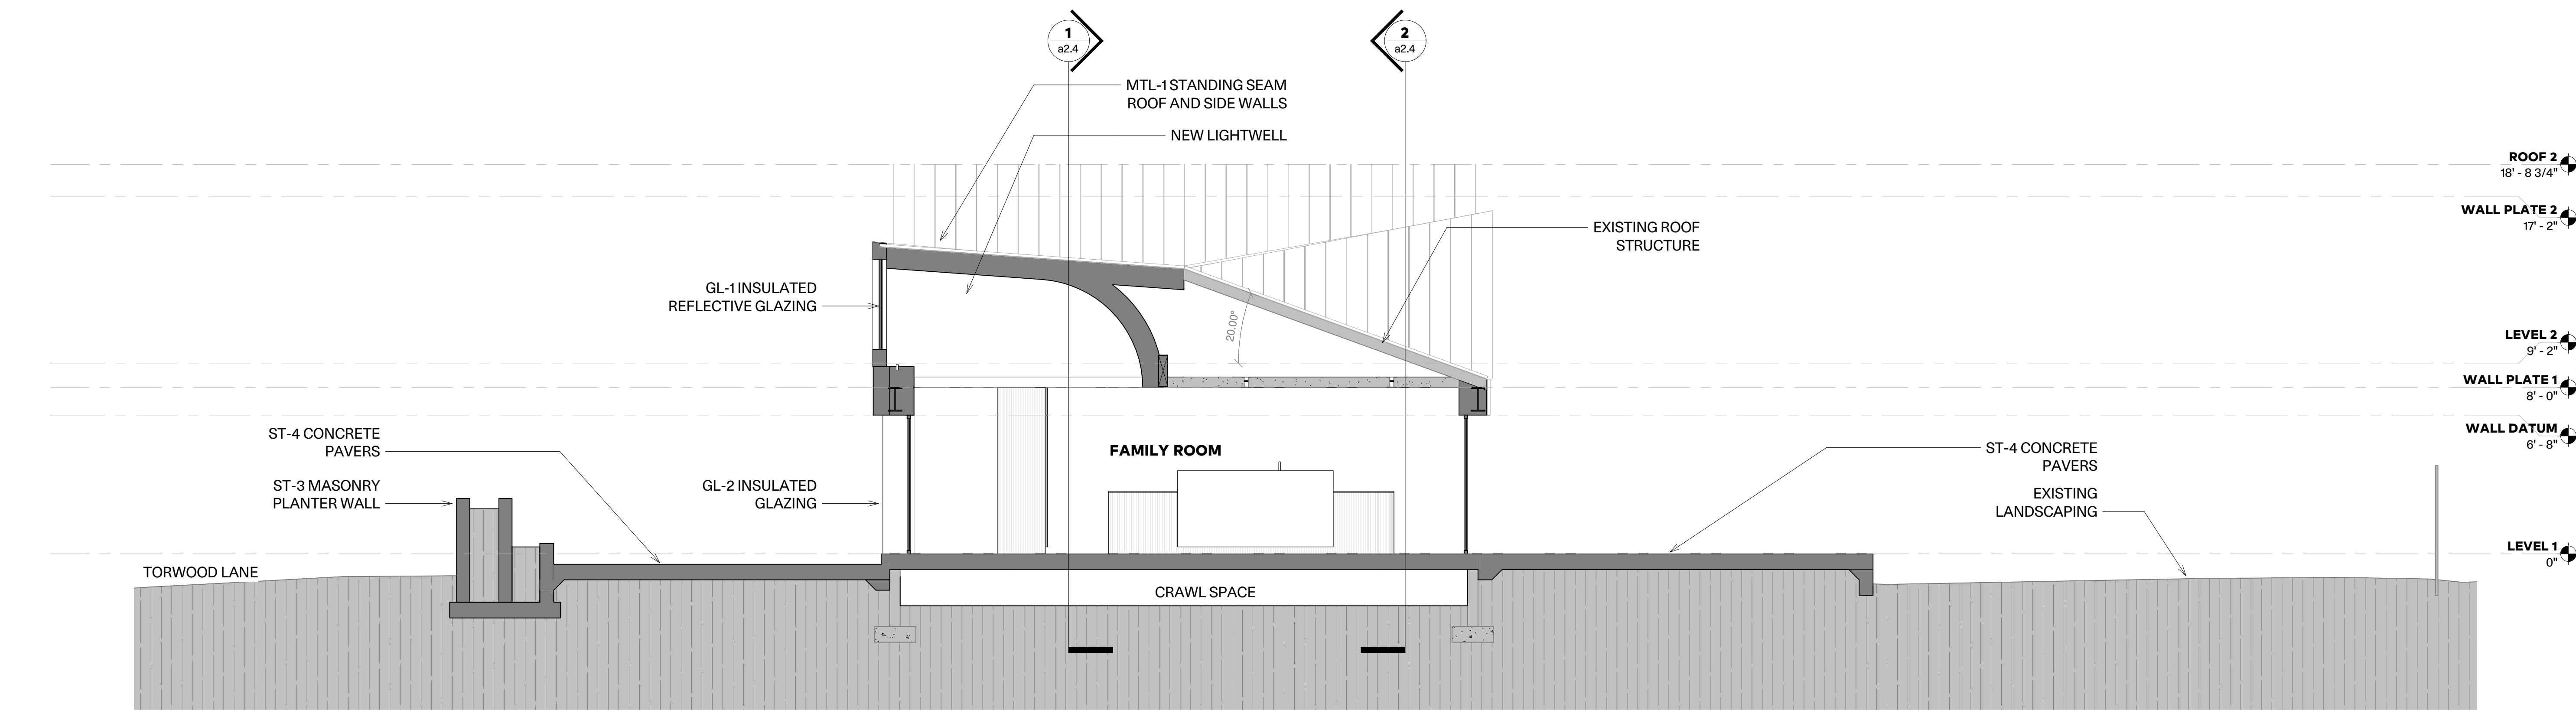 1
a2.4
2
a2.4
MTL-1 STANDING SEAM
ROOF AND SIDE WALLS
NEW LIGHTWELL
ROOF 2
18' - 8 3/4"
WALL PLATE 2
17' - 2"
EXISTING ROOF
STRUCTURE
GL-1 INSULATED
REFLECTIVE GLAZING
20.00°
LEVEL 2
9' - 2"
WALL PLATE 1
8' - 0"
WALL DATUM
6' - 8"
ST-4 CONCRETE
PAVERS
FAMILY ROOM
ST-4 CONCRETE
PAVERS
ST-3 MASONRY
PLANTER WALL
GL-2 INSULATED
GLAZING
EXISTING
LANDSCAPING
LEVEL 1
0"
TORWOOD LANE
CRAWL SPACE